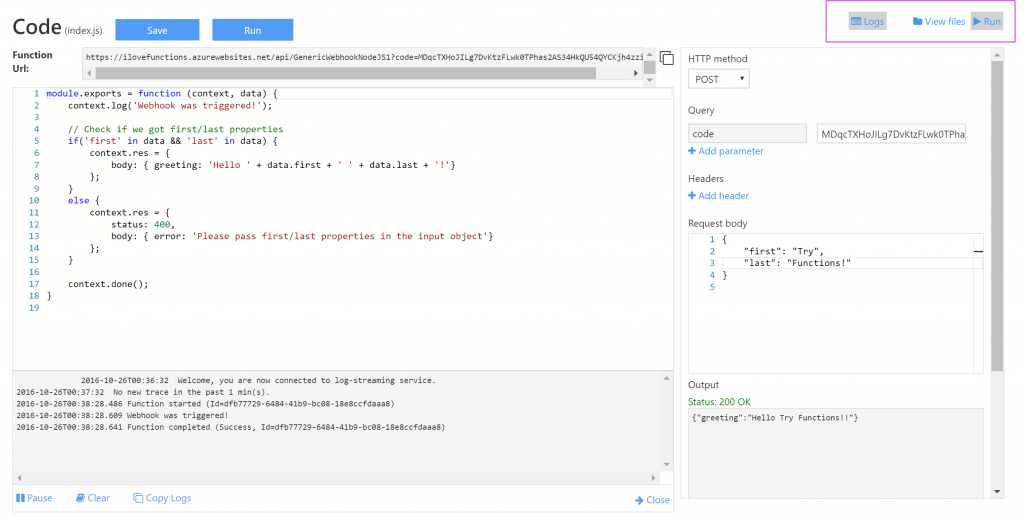 Code (index.js)
Save
Run
Logs
View files
Run
Function Url:
https://ilovefunctions.azurewebsites.net/api/GenericWebhookNodeJS1?code=MDqcTXHoJILg7DvKtzFLwk0TPhas2AS34HkQU54QYCKjh4zzi
1 module.exports = function (context, data) {
2     context.log('Webhook was triggered!');
3
4     // Check if we got first/last properties
5     if('first' in data && 'last' in data) {
6         context.res = {
7             body: { greeting: 'Hello ' + data.first + ' ' + data.last + '!'}
8         };
9     }
10     else {
11         context.res = {
12             status: 400,
13             body: { error: 'Please pass first/last properties in the input object'}
14         };
15     }
16
17     context.done();
18 }
19
2016-10-26T00:36:32  Welcome, you are now connected to log-streaming service.
2016-10-26T00:37:32  No new trace in the past 1 min(s).
2016-10-26T00:38:28.486 Function started (Id=dfb77729-6484-41b9-bc08-18e8ccfdaaa8)
2016-10-26T00:38:28.609 Webhook was triggered!
2016-10-26T00:38:28.641 Function completed (Success, Id=dfb77729-6484-41b9-bc08-18e8ccfdaaa8)
Pause
Clear
Copy Logs
Close
HTTP method
POST
Query
code
MDqcTXHoJILg7DvKtzFLwk0TPha
Add parameter
Headers
Add header
Request body
1 {
2     "first": "Try",
3     "last": "Functions!"
4 }
5
Output
Status: 200 OK
{"greeting":"Hello Try Functions!!"}